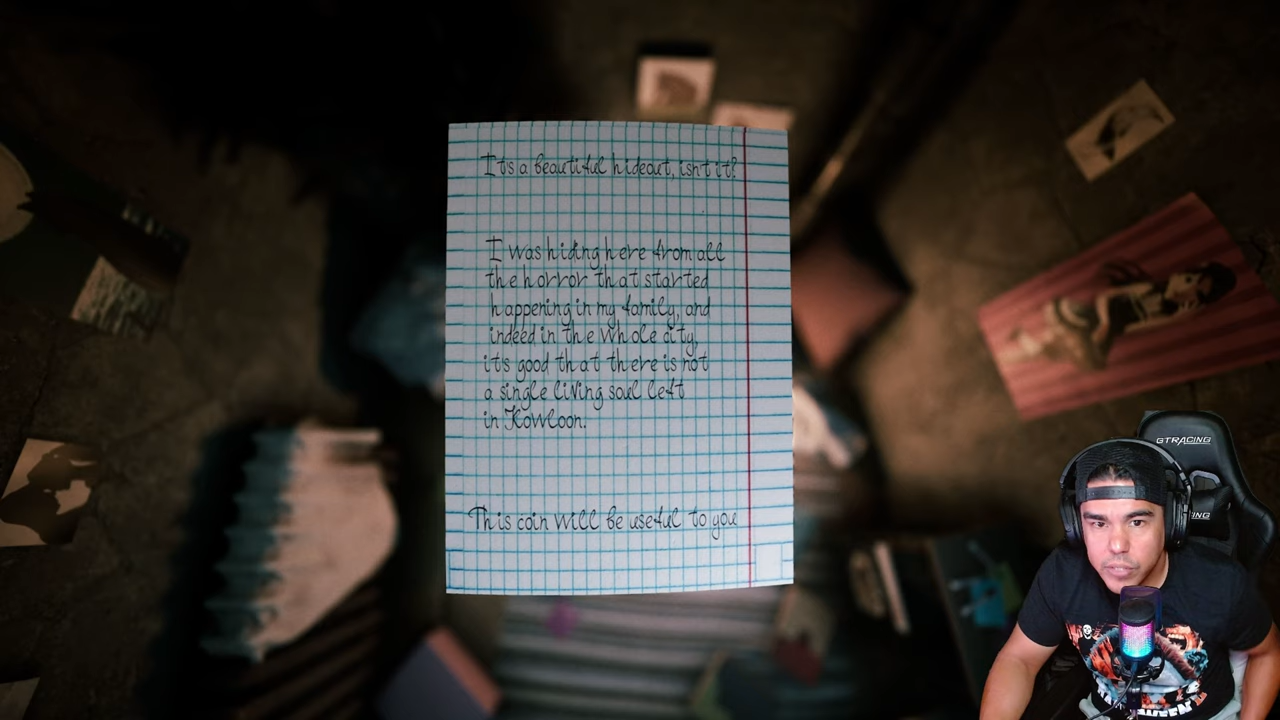 It's a beautiful hideout, isn't it?
I was hiding here from all
the horror that started
happening in my family, and
indeed in the whole city,
it's good that there is not
a single living soul left
in Kowloon.
This coin will be useful to you
GTRACING
ING